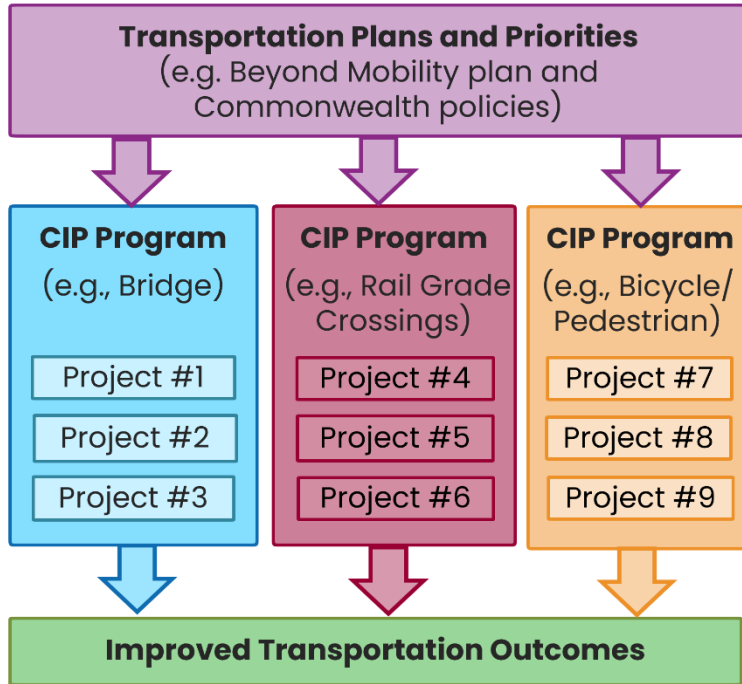 Transportation Plans and Priorities
(e.g. Beyond Mobility plan and
Commonwealth policies)
CIP Program
(e.g., Bridge)
Project #1
Project #2
Project #3
CIP Program
(e.g., Rail Grade
Crossings)
Project #4
Project #5
Project #6
CIP Program
(e.g., Bicycle/
Pedestrian)
Project #7
Project #8
Project #9
Improved Transportation Outcomes